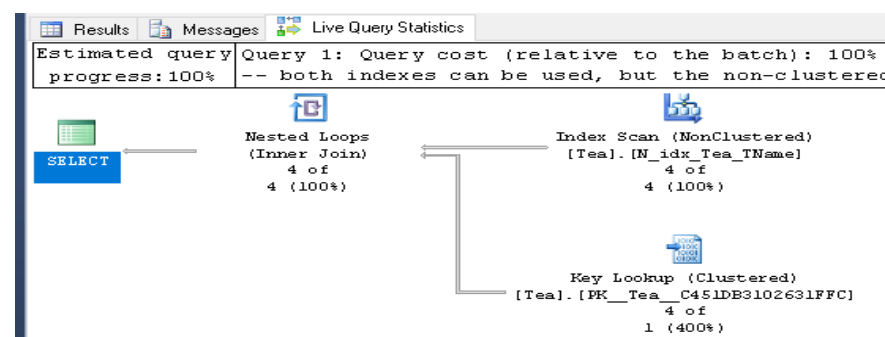 Results Messages Live Query Statistics
Estimated query progress:100%
Query 1: Query cost (relative to the batch): 100%
-- both indexes can be used, but the non-clustered
SELECT
Nested Loops
(Inner Join)
4 of
4 (100%)
Index Scan (NonClustered)
[Tea].[N_idx_Tea_TName]
4 of
4 (100%)
Key Lookup (Clustered)
[Tea].[PK__Tea__C451DB3102631FFC]
4 of
1 (400%)